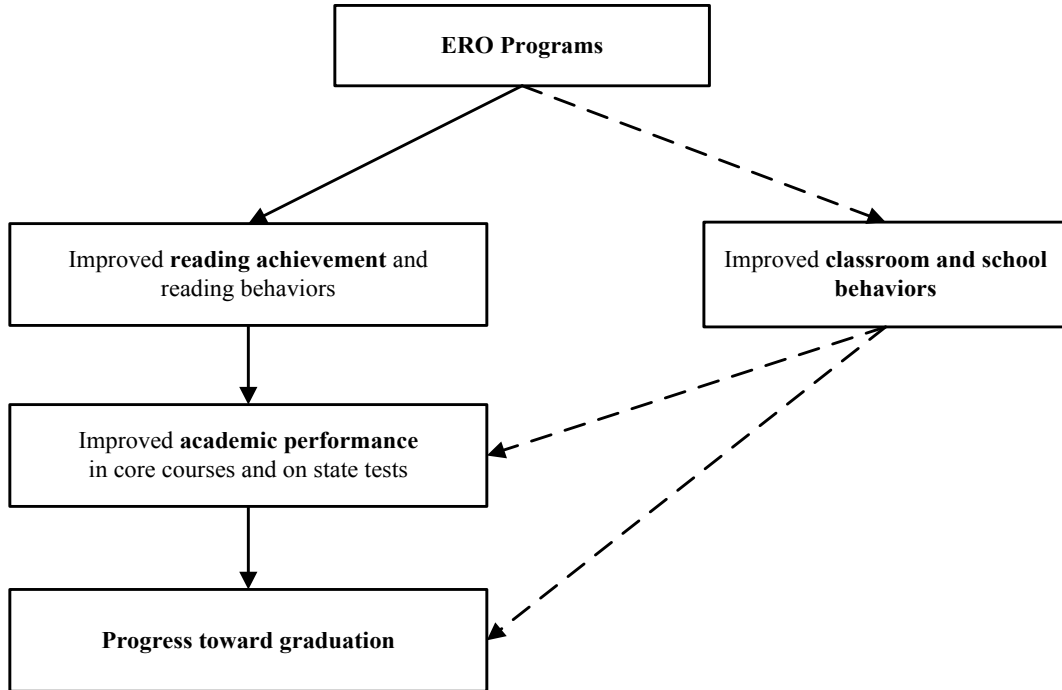 ERO Programs
Improved reading achievement and
reading behaviors
Improved classroom and school
behaviors
Improved academic performance
in core courses and on state tests
Progress toward graduation